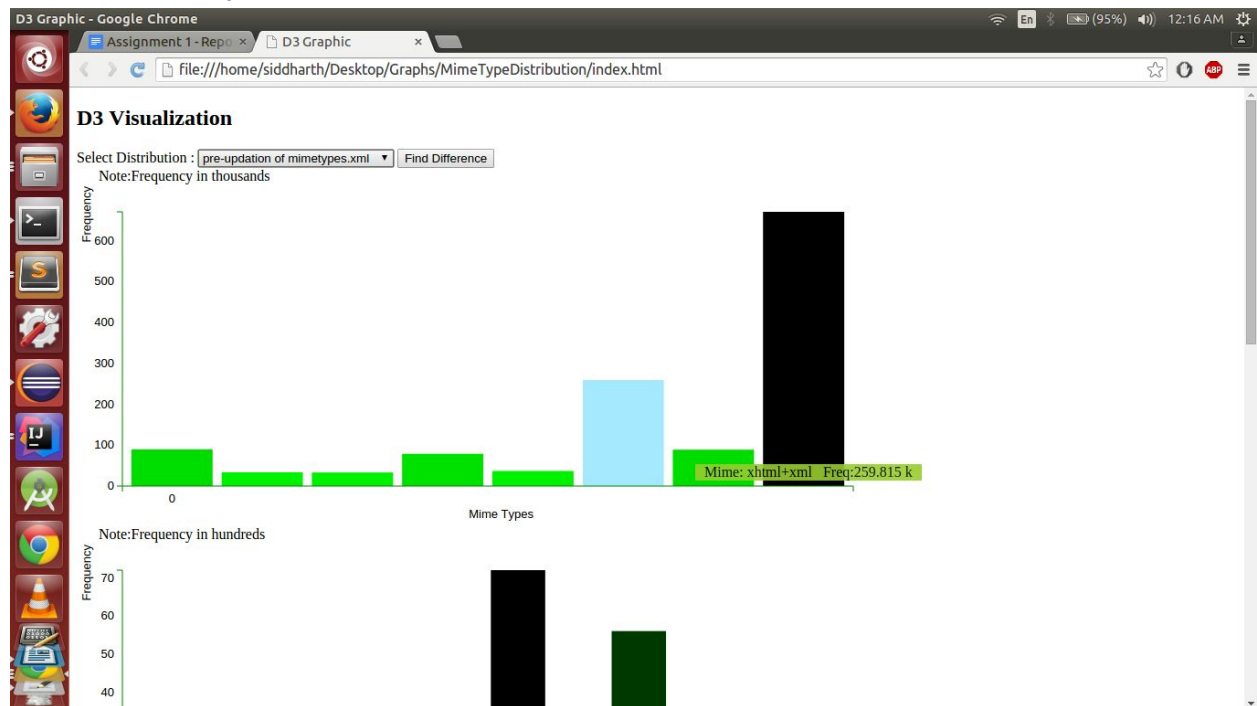 D3 Graphic - Google Chrome En (95%) 12:16 AM
Assignment 1 - Repo × D3 Graphic ×
file:///home/siddharth/Desktop/Graphs/MimeTypeDistribution/index.html ABP
D3 Visualization
Select Distribution : pre-updation of mimetypes.xml Find Difference
Note:Frequency in thousands
Frequency
600
500
400
300
200
100
0
Mime: xhtml+xml Freq:259.815 k
0
Mime Types
Note:Frequency in hundreds
Frequency
70
60
50
40
>_
S
IJ